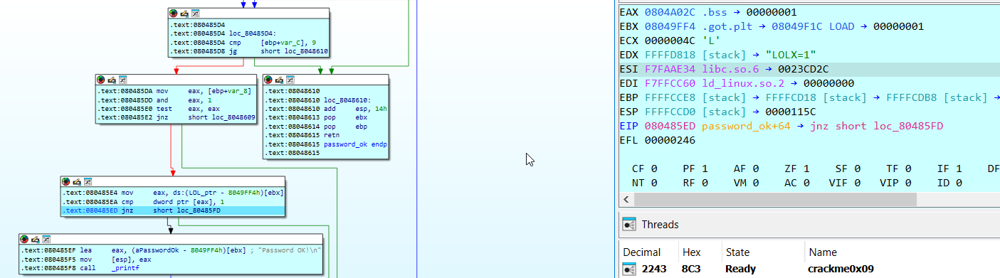 .text:080485D4
.text:080485D4 loc_80485D4:
.text:080485D4 cmp     [ebp+var_C], 9
.text:080485D8 jg      short loc_8048610
.text:080485DA mov     eax, [ebp+var_8]
.text:080485DD and     eax, 1
.text:080485E0 test    eax, eax
.text:080485E2 jnz     short loc_8048609
.text:08048610
.text:08048610 loc_8048610:
.text:08048610 add     esp, 14h
.text:08048613 pop     ebx
.text:08048614 pop     ebp
.text:08048615 retn
.text:08048615 password_ok endp
.text:08048615
.text:080485E4 mov     eax, ds:(LOL_ptr - 8049FF4h)[ebx]
.text:080485EA cmp     dword ptr [eax], 1
.text:080485ED jnz     short loc_80485FD
.text:080485EF lea     eax, (aPasswordOk - 8049FF4h)[ebx] ; "Password OK!\n"
.text:080485F5 mov     [esp], eax
.text:080485F8 call    _printf
EAX 0804A02C .bss → 00000001
EBX 08049FF4 .got.plt → 08049F1C LOAD → 00000001
ECX 0000004C 'L'
EDX FFFFD818 [stack] → "LOLX=1"
ESI F7FAAE34 libc.so.6 → 0023CD2C
EDI F7FFCC60 ld_linux.so.2 → 00000000
EBP FFFFCCE8 [stack] → FFFFCD18 [stack] → FFFFCDB8 [stack] →
ESP FFFFCCD0 [stack] → 0000115C
EIP 080485ED password_ok+64 → jnz short loc_80485FD
EFL 00000246
CF 0 PF 1 AF 0 ZF 1 SF 0 TF 0 IF 1 DF
NT 0 RF 0 VM 0 AC 0 VIF 0 VIP 0 ID 0
Threads
Decimal Hex State Name
2243 8C3 Ready crackme0x09